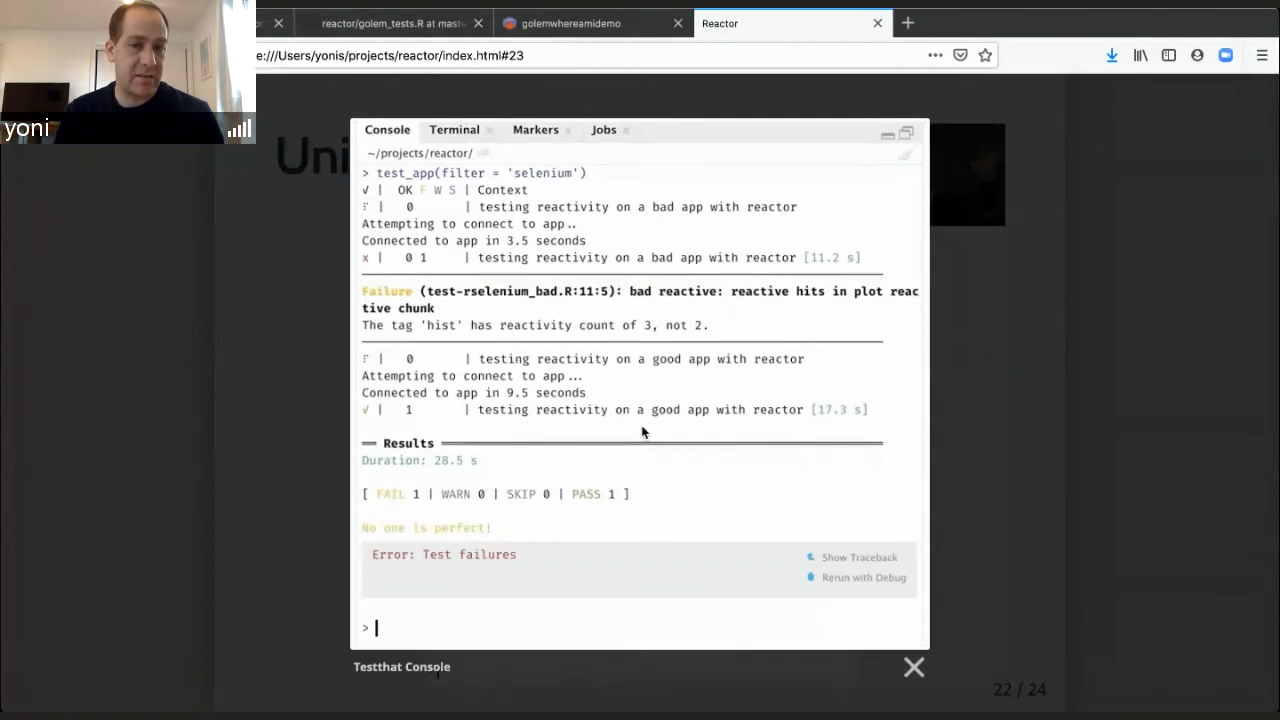 reactor/golem_tests.R at mast
golemwhereamidemo
Reactor
e:///Users/yonis/projects/reactor/index.html#23
yoni
Uni
Console
Terminal
Markers
Jobs
~/projects/reactor/
> test_app(filter = 'selenium')
√ | OK F W S | Context
⠏ | 0 | testing reactivity on a bad app with reactor
Attempting to connect to app..
Connected to app in 3.5 seconds
x | 0 1 | testing reactivity on a bad app with reactor [11.2 s]
Failure (test-rselenium_bad.R:11:5): bad reactive: reactive hits in plot reac
tive chunk
The tag 'hist' has reactivity count of 3, not 2.
⠏ | 0 | testing reactivity on a good app with reactor
Attempting to connect to app...
Connected to app in 9.5 seconds
√ | 1 | testing reactivity on a good app with reactor [17.3 s]
══ Results ══
Duration: 28.5 s
[ FAIL 1 | WARN 0 | SKIP 0 | PASS 1 ]
No one is perfect!
Error: Test failures
Show Traceback
Rerun with Debug
>
Testthat Console
22 / 24